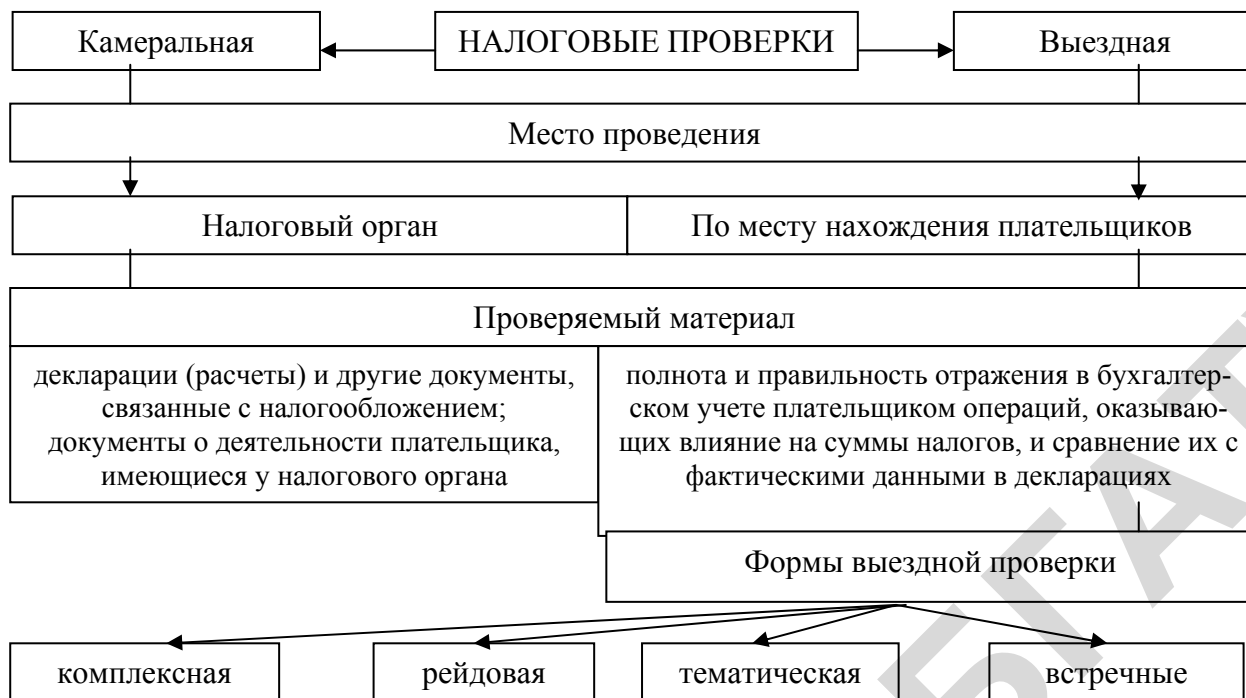 Камеральная
НАЛОГОВЫЕ ПРОВЕРКИ
Выездная
Место проведения
Налоговый орган
По месту нахождения плательщиков
Проверяемый материал
декларации (расчеты) и другие документы,
связанные с налогообложением;
документы о деятельности плательщика,
имеющиеся у налогового органа
полнота и правильность отражения в бухгалтер-
ском учете плательщиком операций, оказываю-
щих влияние на суммы налогов, и сравнение их с
фактическими данными в декларациях
Формы выездной проверки
комплексная
рейдовая
тематическая
встречные
БГАТ